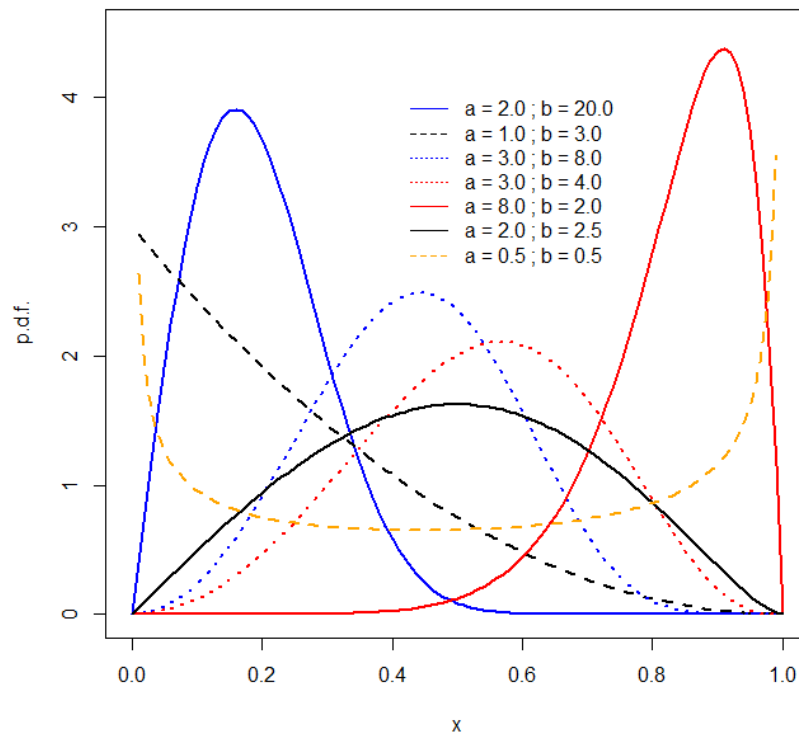 4
3
2
1
0
p.d.f.
a = 2.0 ; b = 20.0
a = 1.0 ; b = 3.0
a = 3.0 ; b = 8.0
a = 3.0 ; b = 4.0
a = 8.0 ; b = 2.0
a = 2.0 ; b = 2.5
a = 0.5 ; b = 0.5
0.0 0.2 0.4 0.6 0.8 1.0
x